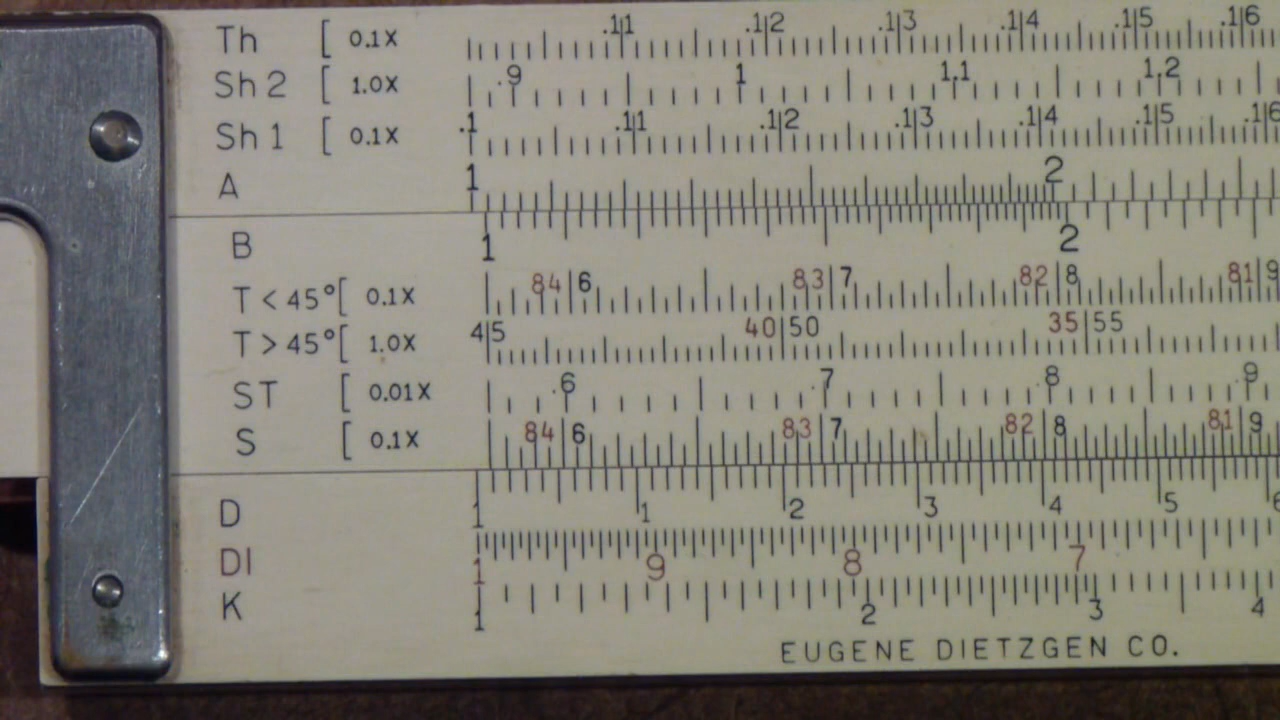 Th [ 0.1X .1|1 .1|2 .1|3 .1|4 .1|5 .1|6
Sh 2 [ 1.0X .9 1 1.1 1.2
Sh 1 [ 0.1X .1 .1|1 .1|2 .1|3 .1|4 .1|5 .1|6
A 1 2
B 1 2
T < 45° [ 0.1X 84|6 83|7 82|8 81|9
T > 45° [ 1.0X 4|5 40|50 35|55
ST [ 0.01X .6 .7 .8 .9
S [ 0.1X 84|6 83|7 82|8 81|9
D 1 1 2 3 4 5 6
DI 1 9 8 7
K 1 2 3 4
EUGENE DIETZGEN CO.